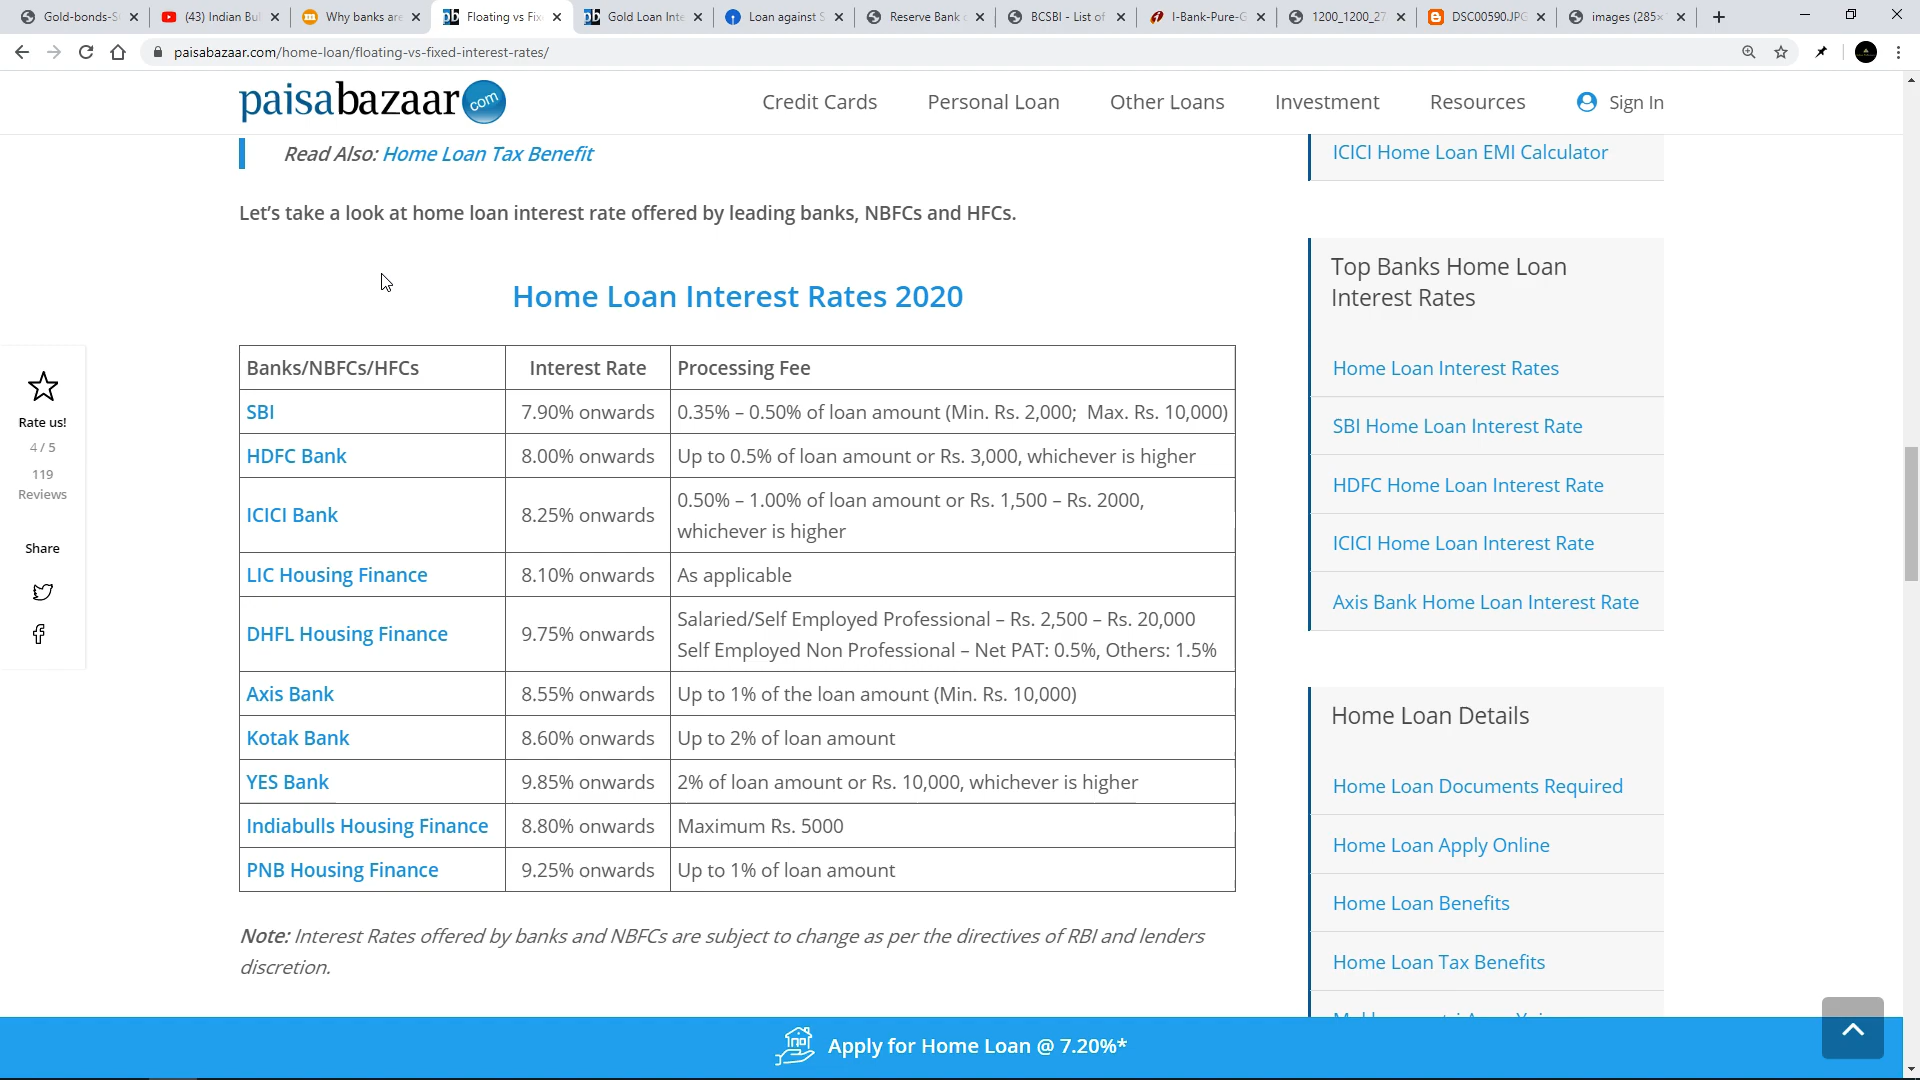 Gold-bonds-S
(43) Indian Bul
Why banks are
Floating vs Fix
Gold Loan Inte
Loan against S
Reserve Bank
BCSBI - List of
I-Bank-Pure-G
1200_1200_27
DSC00590.JPG
images (285×
paisabazaar.com/home-loan/floating-vs-fixed-interest-rates/
paisabazaar.com
Credit Cards
Personal Loan
Other Loans
Investment
Resources
Sign In
Read Also: Home Loan Tax Benefit
Let's take a look at home loan interest rate offered by leading banks, NBFCs and HFCs.
Home Loan Interest Rates 2020
Banks/NBFCs/HFCs Interest Rate Processing Fee
SBI 7.90% onwards 0.35% – 0.50% of loan amount (Min. Rs. 2,000; Max. Rs. 10,000)
HDFC Bank 8.00% onwards Up to 0.5% of loan amount or Rs. 3,000, whichever is higher
ICICI Bank 8.25% onwards 0.50% – 1.00% of loan amount or Rs. 1,500 – Rs. 2000,
whichever is higher
LIC Housing Finance 8.10% onwards As applicable
DHFL Housing Finance 9.75% onwards Salaried/Self Employed Professional – Rs. 2,500 – Rs. 20,000
Self Employed Non Professional – Net PAT: 0.5%, Others: 1.5%
Axis Bank 8.55% onwards Up to 1% of the loan amount (Min. Rs. 10,000)
Kotak Bank 8.60% onwards Up to 2% of loan amount
YES Bank 9.85% onwards 2% of loan amount or Rs. 10,000, whichever is higher
Indiabulls Housing Finance 8.80% onwards Maximum Rs. 5000
PNB Housing Finance 9.25% onwards Up to 1% of loan amount
Note: Interest Rates offered by banks and NBFCs are subject to change as per the directives of RBI and lenders
discretion.
Rate us!
4 / 5
119
Reviews
Share
ICICI Home Loan EMI Calculator
Top Banks Home Loan
Interest Rates
Home Loan Interest Rates
SBI Home Loan Interest Rate
HDFC Home Loan Interest Rate
ICICI Home Loan Interest Rate
Axis Bank Home Loan Interest Rate
Home Loan Details
Home Loan Documents Required
Home Loan Apply Online
Home Loan Benefits
Home Loan Tax Benefits
Apply for Home Loan @ 7.20%*